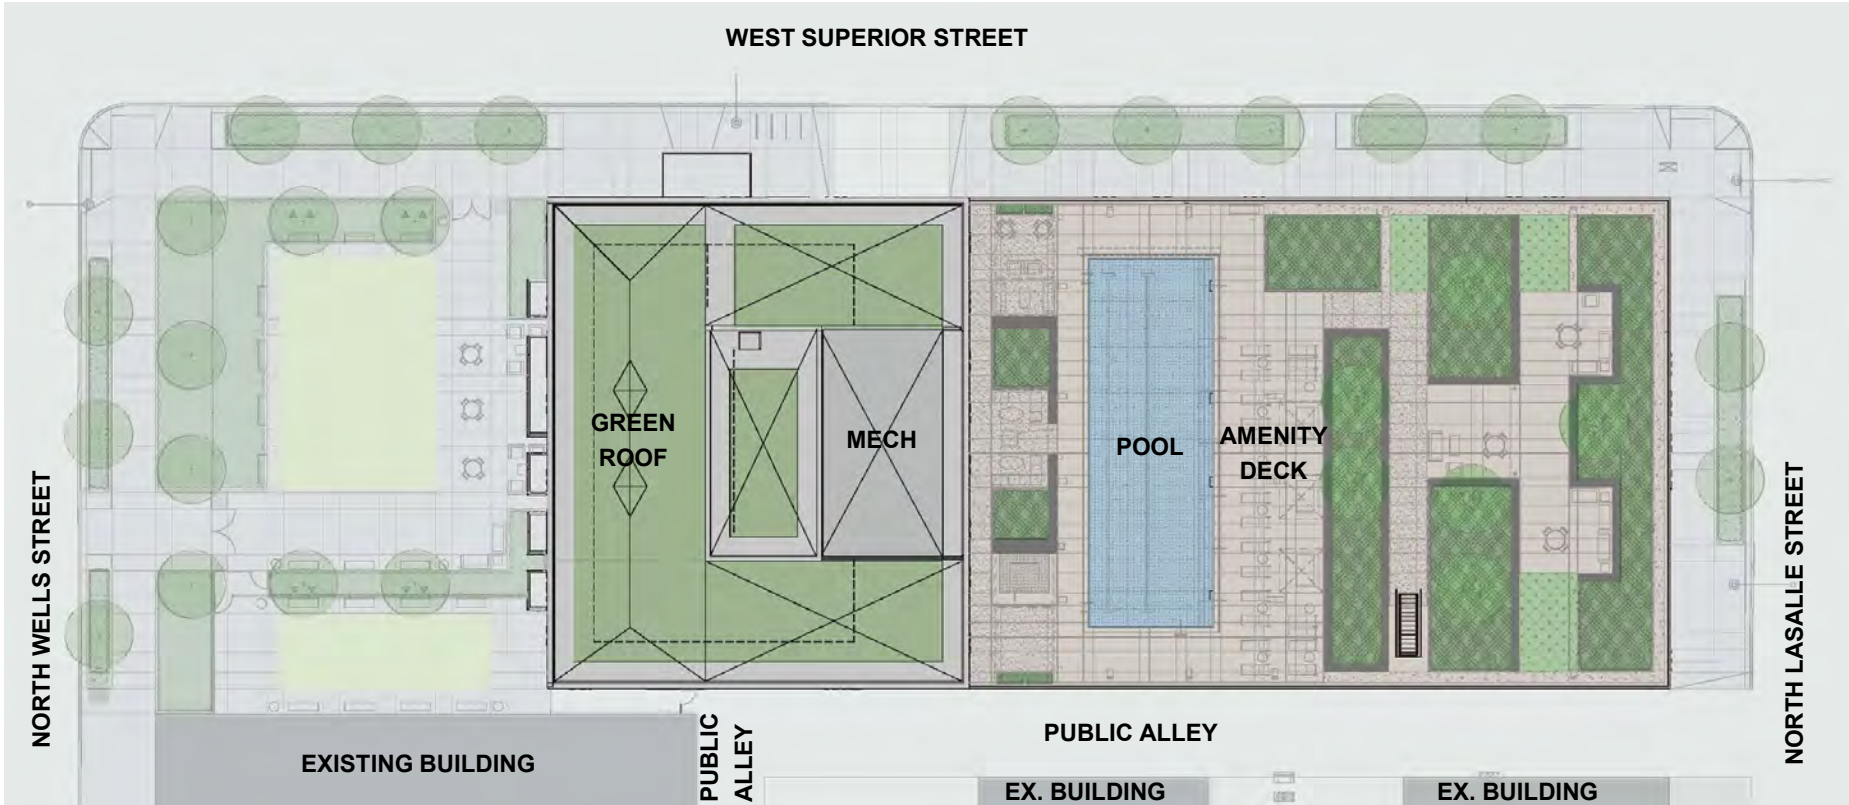 WEST SUPERIOR STREET
NORTH WELLS STREET
GREEN
ROOF
MECH
POOL
AMENITY
DECK
NORTH LASALLE STREET
EXISTING BUILDING
PUBLIC
ALLEY
PUBLIC ALLEY
EX. BUILDING
EX. BUILDING